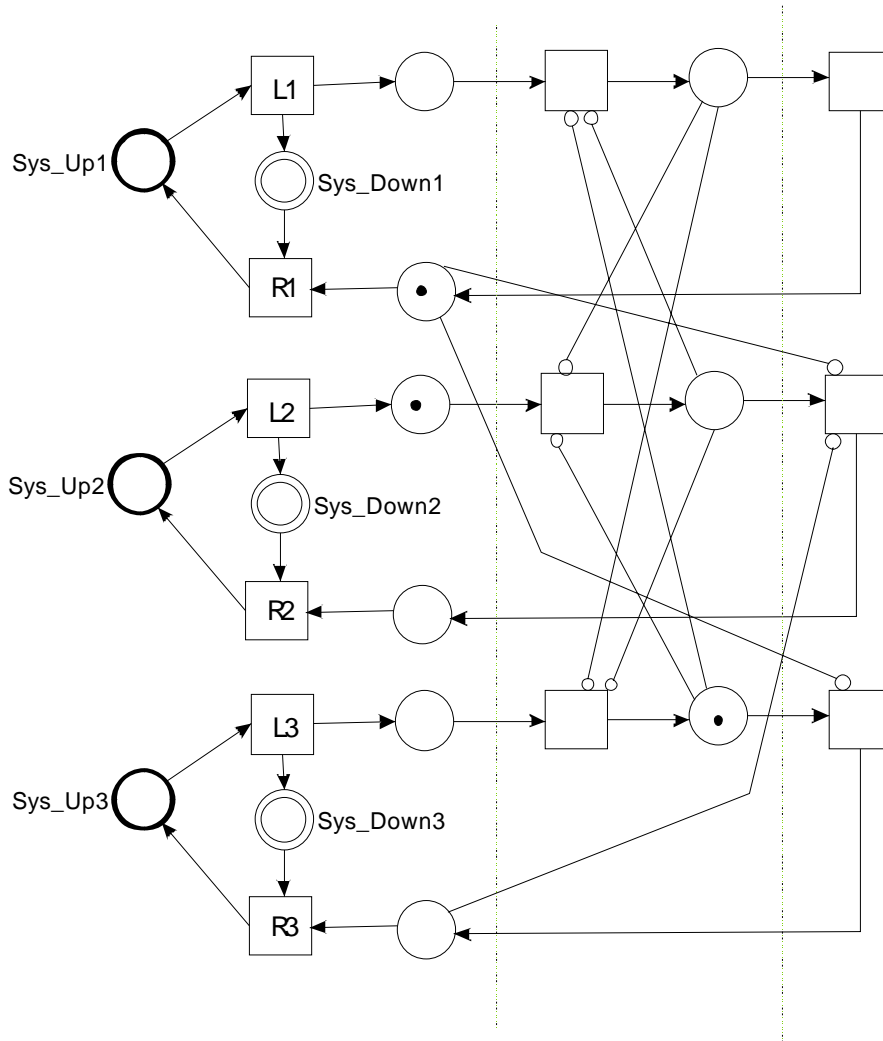 L1
Sys_Up1
Sys_Down1
R1
L2
Sys_Up2
Sys_Down2
R2
L3
Sys_Up3
Sys_Down3
R3